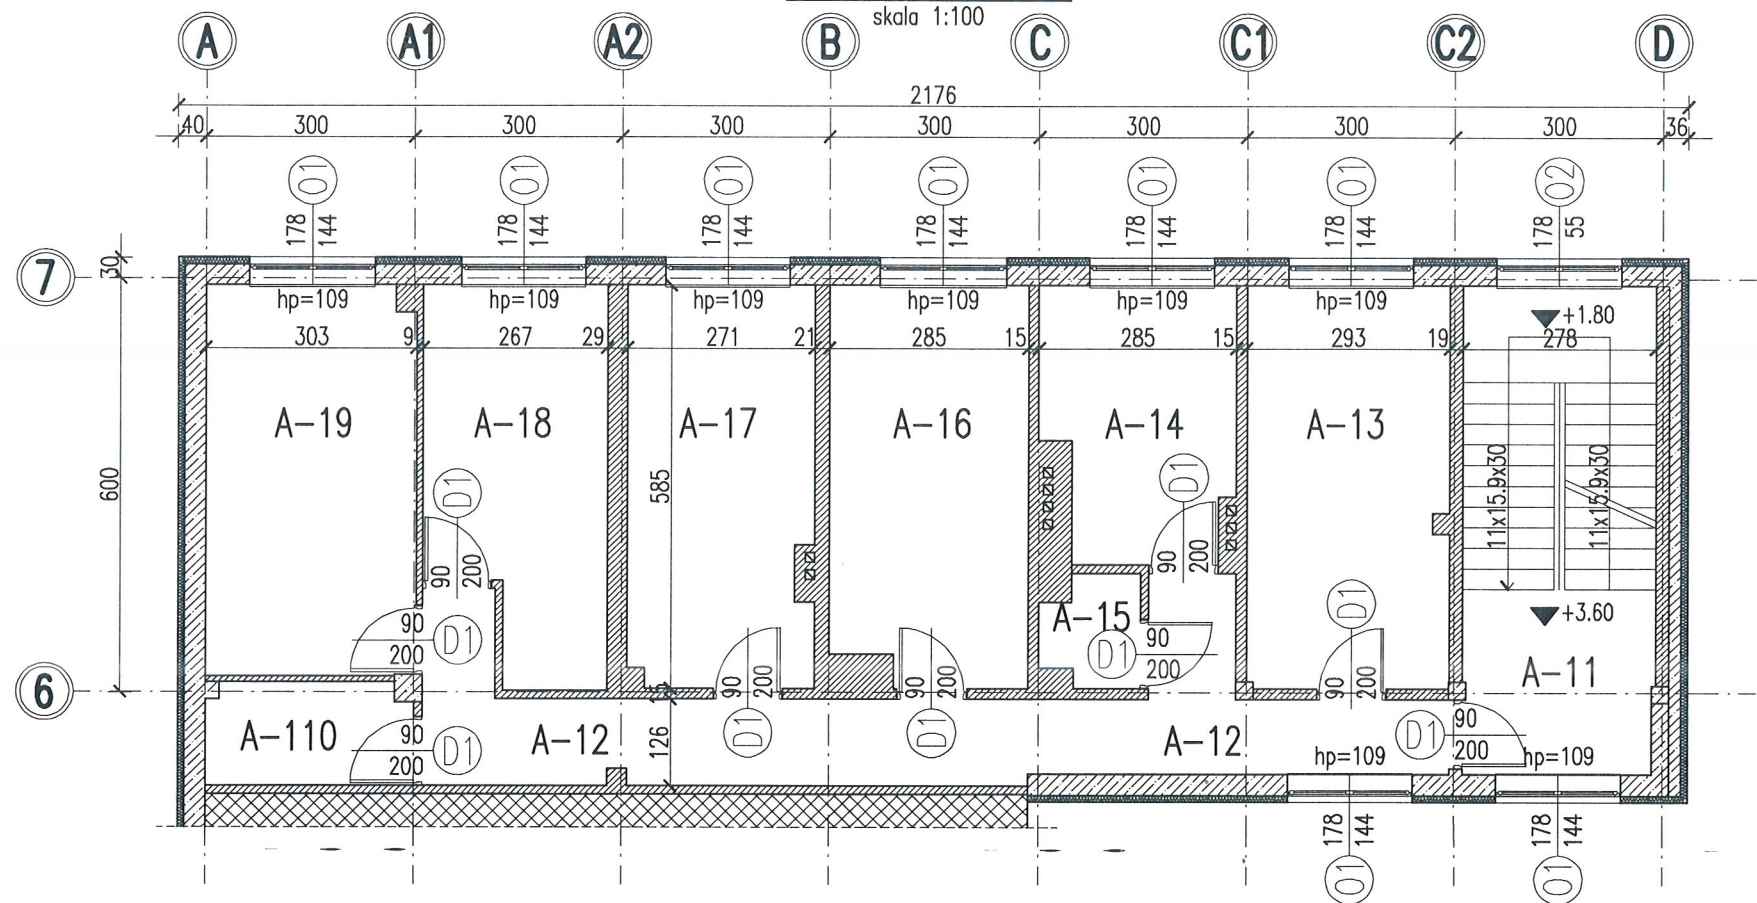 skala 1:100
A A1 A2 B C C1 C2 D
2176
40 300 300 300 300 300 300 300 36
O1 O1 O1 O1 O1 O1 O2
178 144 178 144 178 144 178 144 178 144 178 144 178 55
7
30
hp=109 hp=109 hp=109 hp=109 hp=109 hp=109
+1.80
303 9 267 29 271 21 285 15 285 15 293 19 278
A-19 A-18 A-17 A-16 A-14 A-13
600
585
11x15.9x30 11x15.9x30
D1 D1
90 200 90 200
D1
90 200
D1
A-15
+3.60
D1
90 200
6
90 200 90 200 90 200
A-11
15
A-110
D1
90 200
A-12
126
D1 D1
A-12
D1
90 200
hp=109 hp=109
178 144 178 144
O1 O1